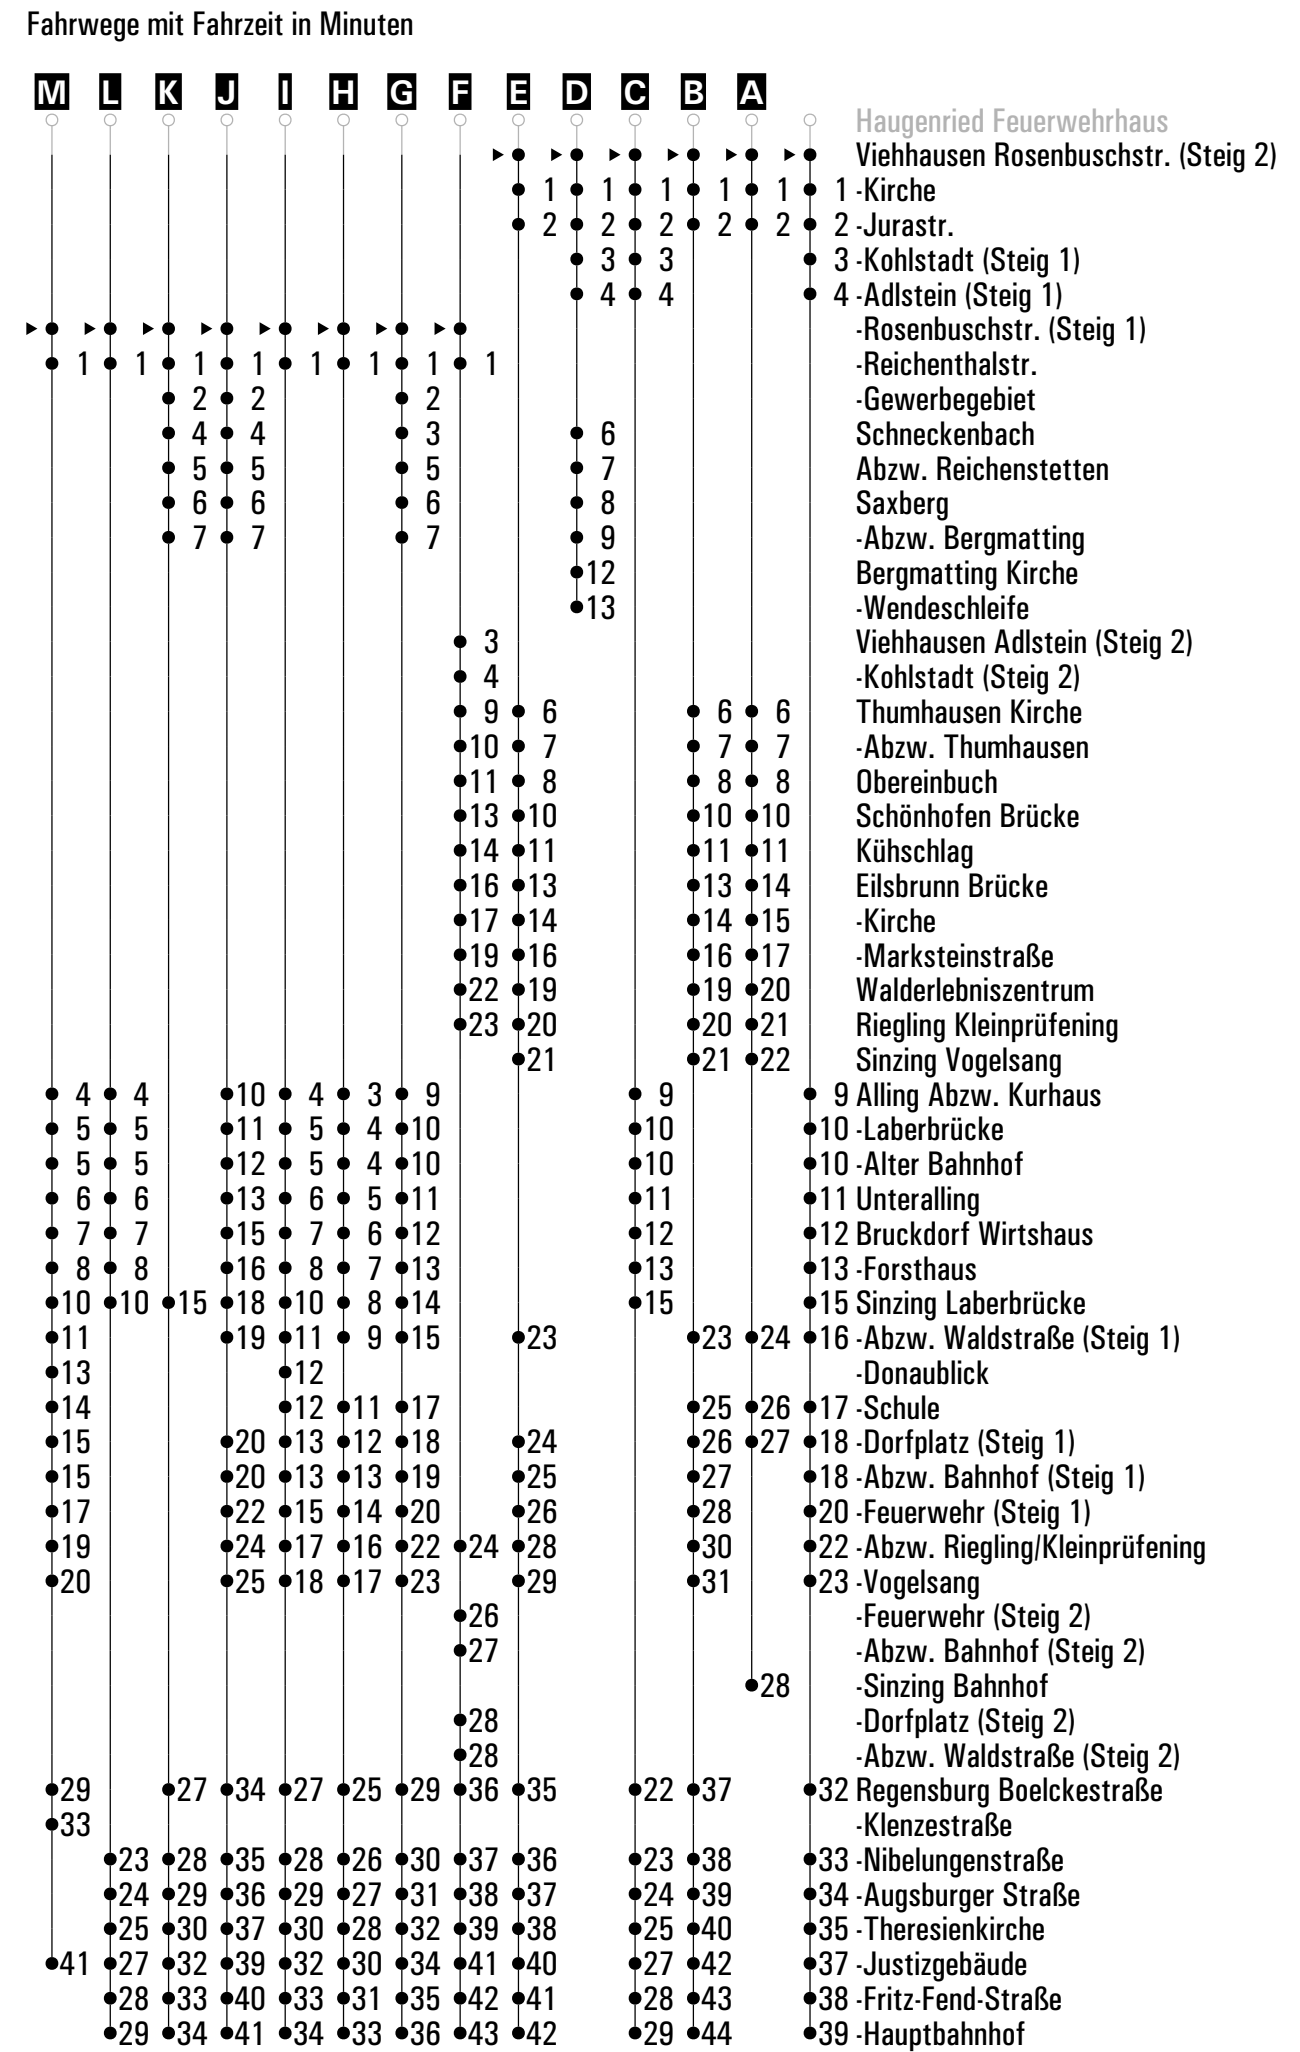 Fahrwege mit Fahrzeit in Minuten
M L K J I H G F E D C B A
Haugenried Feuerwehrhaus
Viehhausen Rosenbuschstr. (Steig 2)
1 1 1 1 1 1 -Kirche
2 2 2 2 2 2 -Jurastr.
3 3 3 -Kohlstadt (Steig 1)
4 4 4 -Adlstein (Steig 1)
-Rosenbuschstr. (Steig 1)
1 1 1 1 1 1 1 1 -Reichenthalstr.
2 2 2 -Gewerbegebiet
4 4 3 6 Schneckenbach
5 5 5 7 Abzw. Reichenstetten
6 6 6 8 Saxberg
7 7 7 9 -Abzw. Bergmatting
12 Bergmatting Kirche
13 -Wendeschleife
3 Viehhausen Adlstein (Steig 2)
4 -Kohlstadt (Steig 2)
9 6 6 6 Thumhausen Kirche
10 7 7 7 -Abzw. Thumhausen
11 8 8 8 Obereinbuch
13 10 10 10 Schönhofen Brücke
14 11 11 11 Kühschlag
16 13 13 14 Eilsbrunn Brücke
17 14 14 15 -Kirche
19 16 16 17 -Marksteinstraße
22 19 19 20 Walderlebniszentrum
23 20 20 21 Riegling Kleinprüfening
21 21 22 Sinzing Vogelsang
4 4 10 4 3 9 9 9 Alling Abzw. Kurhaus
5 5 11 5 4 10 10 10 -Laberbrücke
5 5 12 5 4 10 10 10 -Alter Bahnhof
6 6 13 6 5 11 11 11 Unteralling
7 7 15 7 6 12 12 12 Bruckdorf Wirtshaus
8 8 16 8 7 13 13 13 -Forsthaus
10 10 15 18 10 8 14 15 15 Sinzing Laberbrücke
11 19 11 9 15 23 23 24 16 -Abzw. Waldstraße (Steig 1)
13 12 -Donaublick
14 12 11 17 25 26 17 -Schule
15 20 13 12 18 24 26 27 18 -Dorfplatz (Steig 1)
15 20 13 13 19 25 27 18 -Abzw. Bahnhof (Steig 1)
17 22 15 14 20 26 28 20 -Feuerwehr (Steig 1)
19 24 17 16 22 24 28 30 22 -Abzw. Riegling/Kleinprüfening
20 25 18 17 23 29 31 23 -Vogelsang
26 -Feuerwehr (Steig 2)
27 -Abzw. Bahnhof (Steig 2)
28 -Sinzing Bahnhof
28 -Dorfplatz (Steig 2)
28 -Abzw. Waldstraße (Steig 2)
29 27 34 27 25 29 36 35 22 37 32 Regensburg Boelckestraße
33 -Klenzestraße
23 28 35 28 26 30 37 36 23 38 33 -Nibelungenstraße
24 29 36 29 27 31 38 37 24 39 34 -Augsburger Straße
25 30 37 30 28 32 39 38 25 40 35 -Theresienkirche
41 27 32 39 32 30 34 41 40 27 42 37 -Justizgebäude
28 33 40 33 31 35 42 41 28 43 38 -Fritz-Fend-Straße
29 34 41 34 33 36 43 42 29 44 39 -Hauptbahnhof